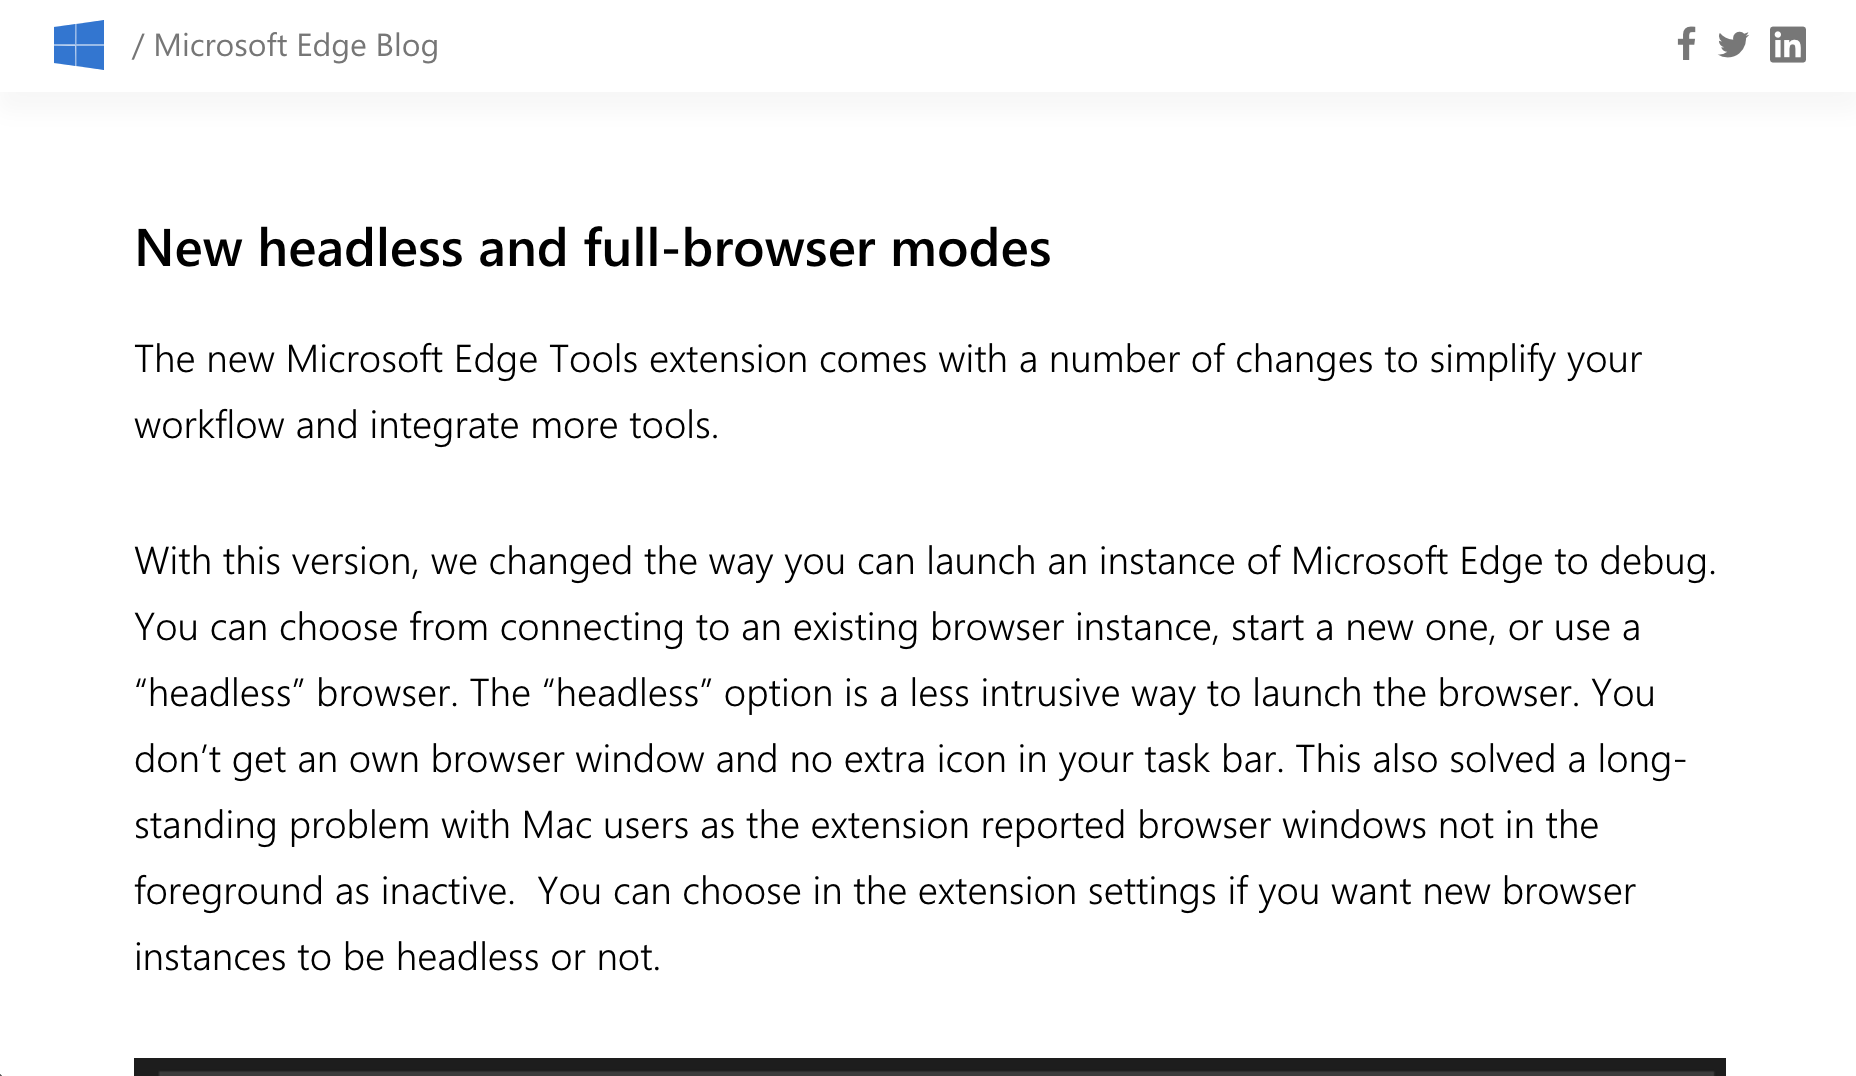 / Microsoft Edge Blog
New headless and full-browser modes
The new Microsoft Edge Tools extension comes with a number of changes to simplify your
workflow and integrate more tools.
With this version, we changed the way you can launch an instance of Microsoft Edge to debug.
You can choose from connecting to an existing browser instance, start a new one, or use a
“headless” browser. The “headless” option is a less intrusive way to launch the browser. You
don’t get an own browser window and no extra icon in your task bar. This also solved a long-
standing problem with Mac users as the extension reported browser windows not in the
foreground as inactive.  You can choose in the extension settings if you want new browser
instances to be headless or not.